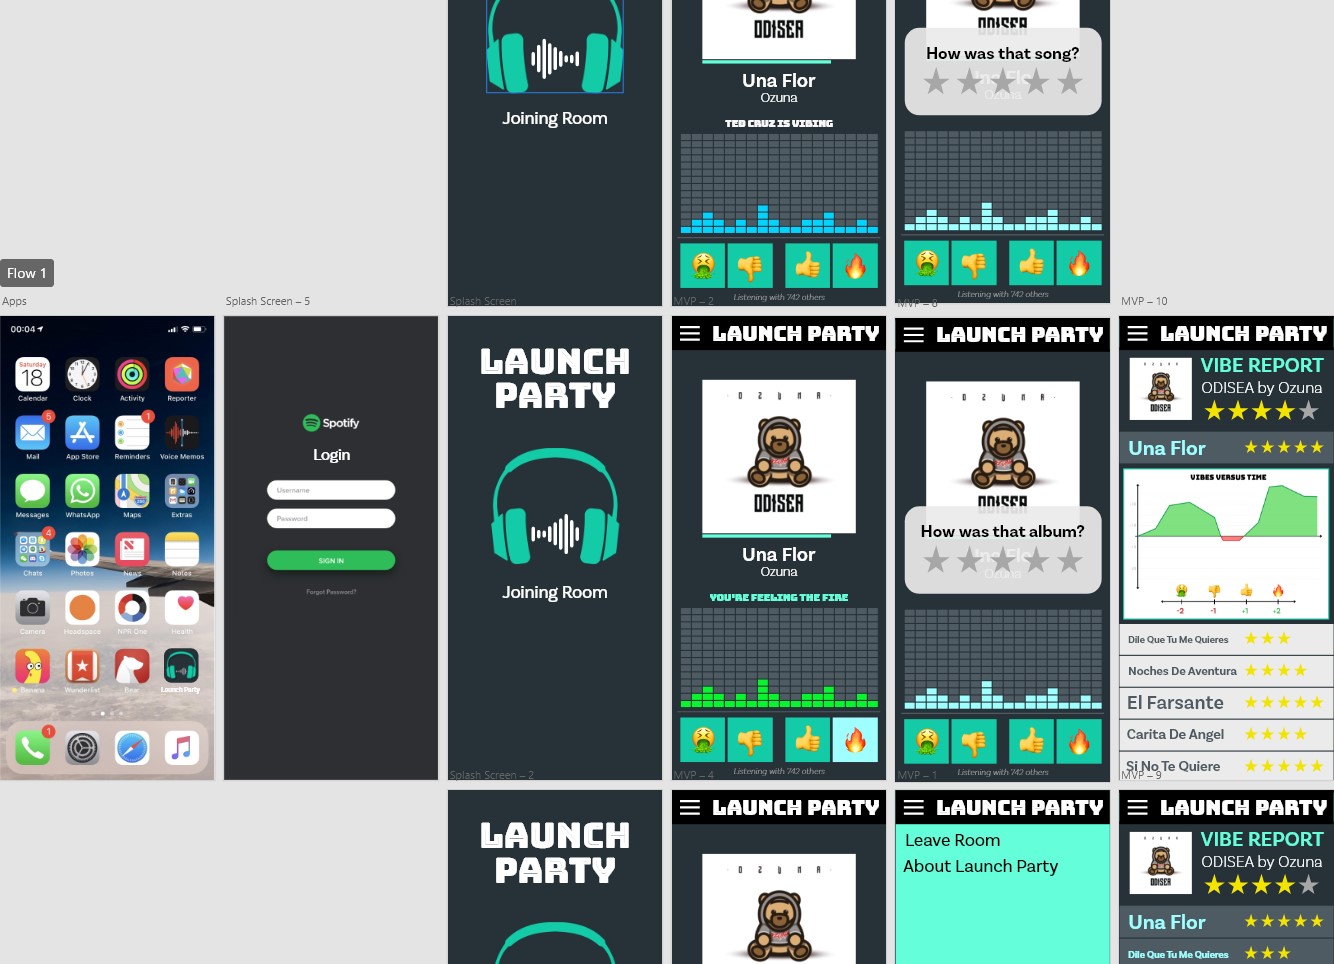 ODISEA
How was that song?
Joining Room
Una Flor
Ozuna
TED CRUZ IS VIBING
Listening with 742 others
Listening with 742 others
Flow 1
Apps
Splash Screen – 5
Splash Screen
MVP – 2
MVP – 8
MVP – 10
00:04
Saturday
18
Calendar
Clock
Activity
Reporter
5
1
Mail
App Store
Reminders
Voice Memos
Messages
WhatsApp
Maps
Extras
4
Chats
Photos
News
Notes
Camera
Headspace
NPR One
Health
Banana
Wunderlist
Bear
Launch Party
1
Spotify
Login
Username
Password
SIGN IN
Forgot Password?
LAUNCH
PARTY
Joining Room
LAUNCH PARTY
OZUNA
ODISEA
Una Flor
Ozuna
YOU'RE FEELING THE FIRE
Listening with 742 others
LAUNCH PARTY
OZUNA
ODISEA
How was that album?
Listening with 742 others
LAUNCH PARTY
VIBE REPORT
ODISEA by Ozuna
ODISEA
Una Flor
VIBES VERSUS TIME
-2 -1 +1 +2
Dile Que Tu Me Quieres
Noches De Aventura
El Farsante
Carita De Angel
Si No Te Quiere
Splash Screen – 2
MVP – 4
MVP – 1
MVP – 9
LAUNCH
PARTY
LAUNCH PARTY
OZUNA
LAUNCH PARTY
Leave Room
About Launch Party
LAUNCH PARTY
VIBE REPORT
ODISEA by Ozuna
ODISEA
Una Flor
Dile Que Tu Me Quieres